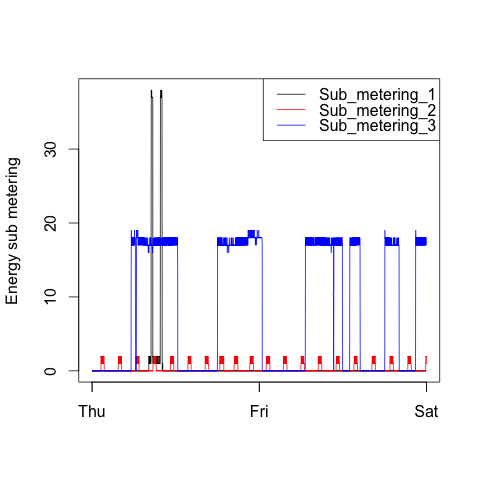 Sub_metering_1
Sub_metering_2
Sub_metering_3
Energy sub metering
30
20
10
0
Thu Fri Sat